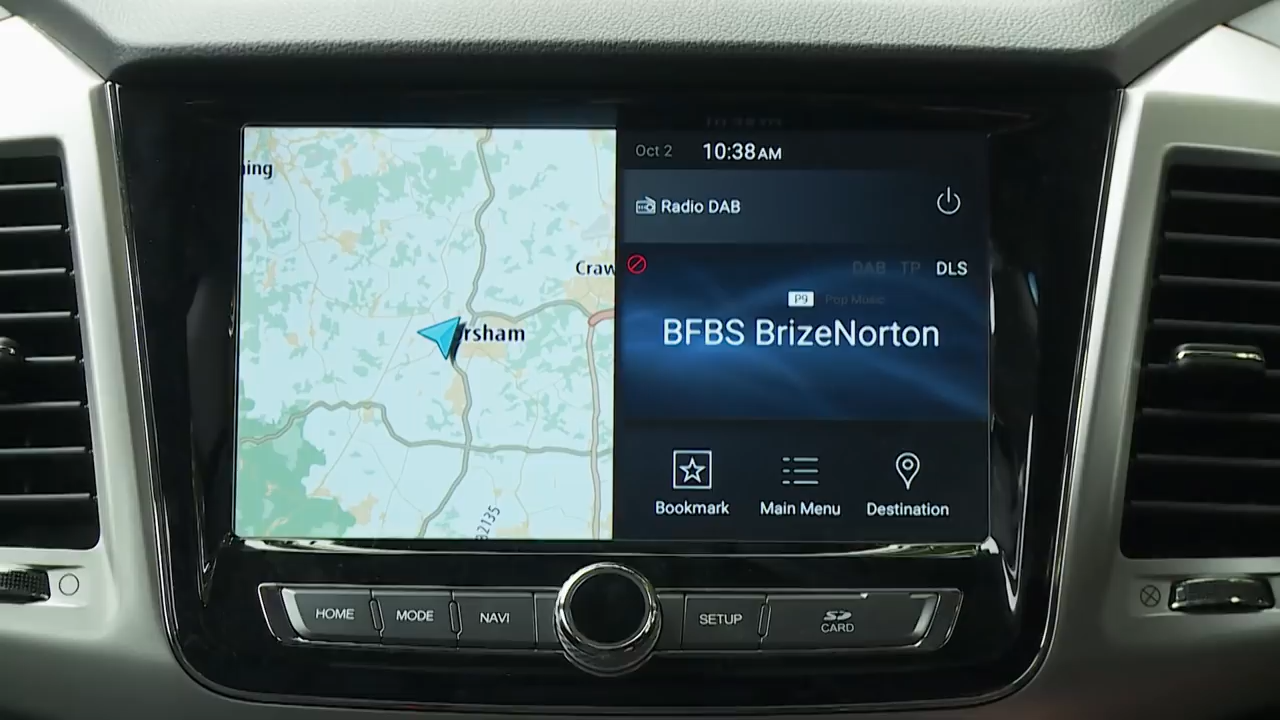 ing
Craw
rsham
B2135
Oct 2 10:38AM
Radio DAB
DAB TP DLS
P9 Pop Music
BFBS BrizeNorton
Bookmark Main Menu Destination
HOME MODE NAVI SETUP SD CARD